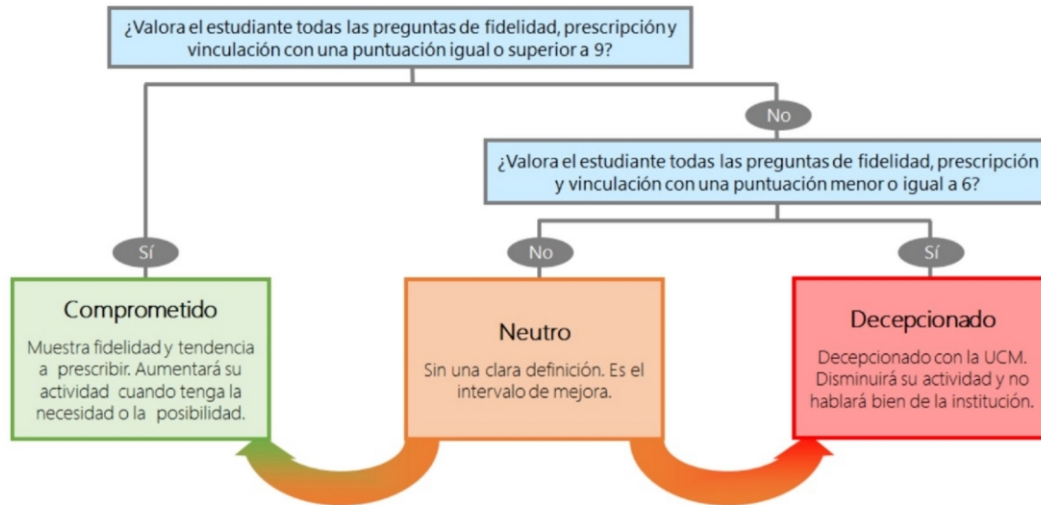 ¿Valora el estudiante todas las preguntas de fidelidad, prescripción y
vinculación con una puntuación igual o superior a 9?
No
¿Valora el estudiante todas las preguntas de fidelidad, prescripción
y vinculación con una puntuación menor o igual a 6?
Sí
No
Sí
Comprometido
Muestra fidelidad y tendencia
a prescribir. Aumentará su
actividad cuando tenga la
necesidad o la posibilidad.
Neutro
Sin una clara definición. Es el
intervalo de mejora.
Decepcionado
Decepcionado con la UCM.
Disminuirá su actividad y no
hablará bien de la institución.